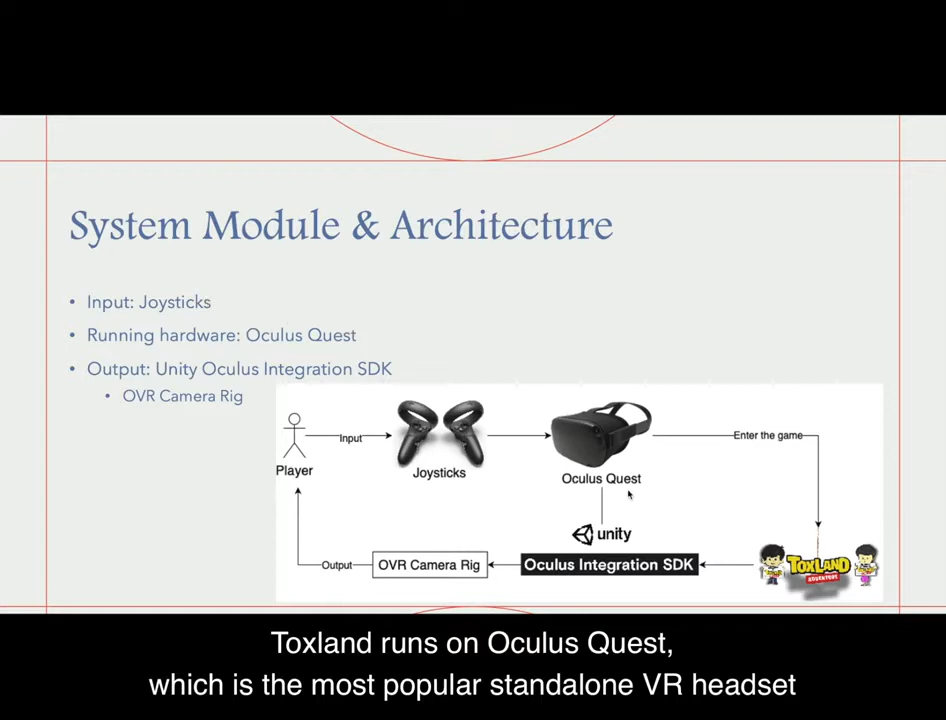 System Module & Architecture
• Input: Joysticks
• Running hardware: Oculus Quest
• Output: Unity Oculus Integration SDK
• OVR Camera Rig
Player
Input
Joysticks
Oculus Quest
Enter the game
unity
Output
OVR Camera Rig
Oculus Integration SDK
TOXLAND
ADVENTURE
Toxland runs on Oculus Quest,
which is the most popular standalone VR headset